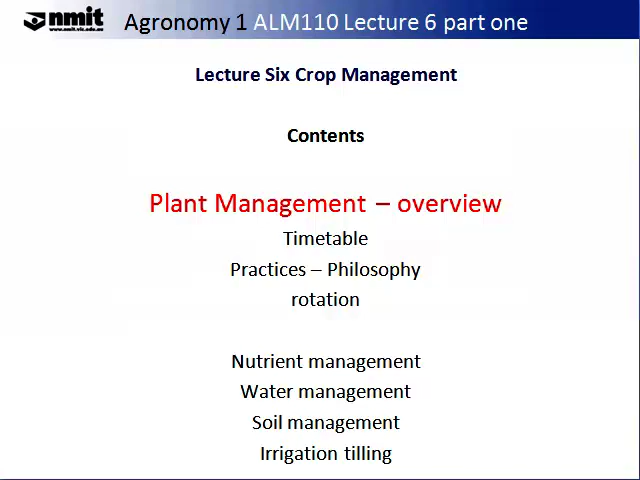 nmit
www.nmit.vic.edu.au
Agronomy 1 ALM110 Lecture 6 part one
Lecture Six Crop Management
Contents
Plant Management – overview
Timetable
Practices – Philosophy
rotation
Nutrient management
Water management
Soil management
Irrigation tilling